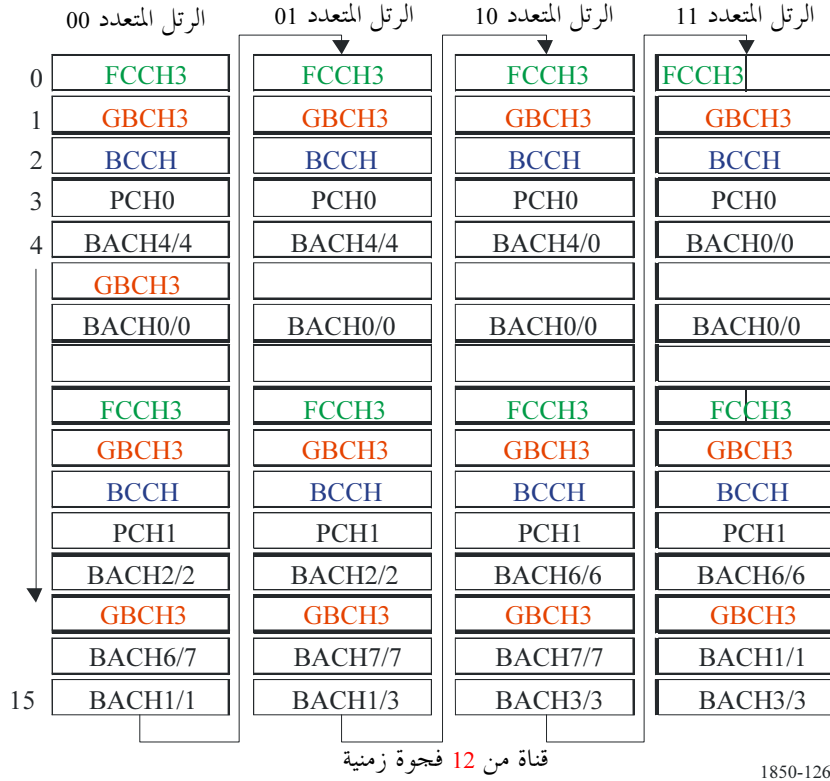 الرتل المتعدد 00 الرتل المتعدد 01 الرتل المتعدد 10 الرتل المتعدد 11
0 FCCH3 FCCH3 FCCH3 FCCH3
1 GBCH3 GBCH3 GBCH3 GBCH3
2 BCCH BCCH BCCH BCCH
3 PCH0 PCH0 PCH0 PCH0
4 BACH4/4 BACH4/4 BACH4/0 BACH0/0
GBCH3
BACH0/0 BACH0/0 BACH0/0 BACH0/0
FCCH3 FCCH3 FCCH3 FCCH3
GBCH3 GBCH3 GBCH3 GBCH3
BCCH BCCH BCCH BCCH
PCH1 PCH1 PCH1 PCH1
BACH2/2 BACH2/2 BACH6/6 BACH6/6
GBCH3 GBCH3 GBCH3 GBCH3
BACH6/7 BACH7/7 BACH7/7 BACH1/1
15 BACH1/1 BACH1/3 BACH3/3 BACH3/3
قناة من 12 فجوة زمنية
1850-126